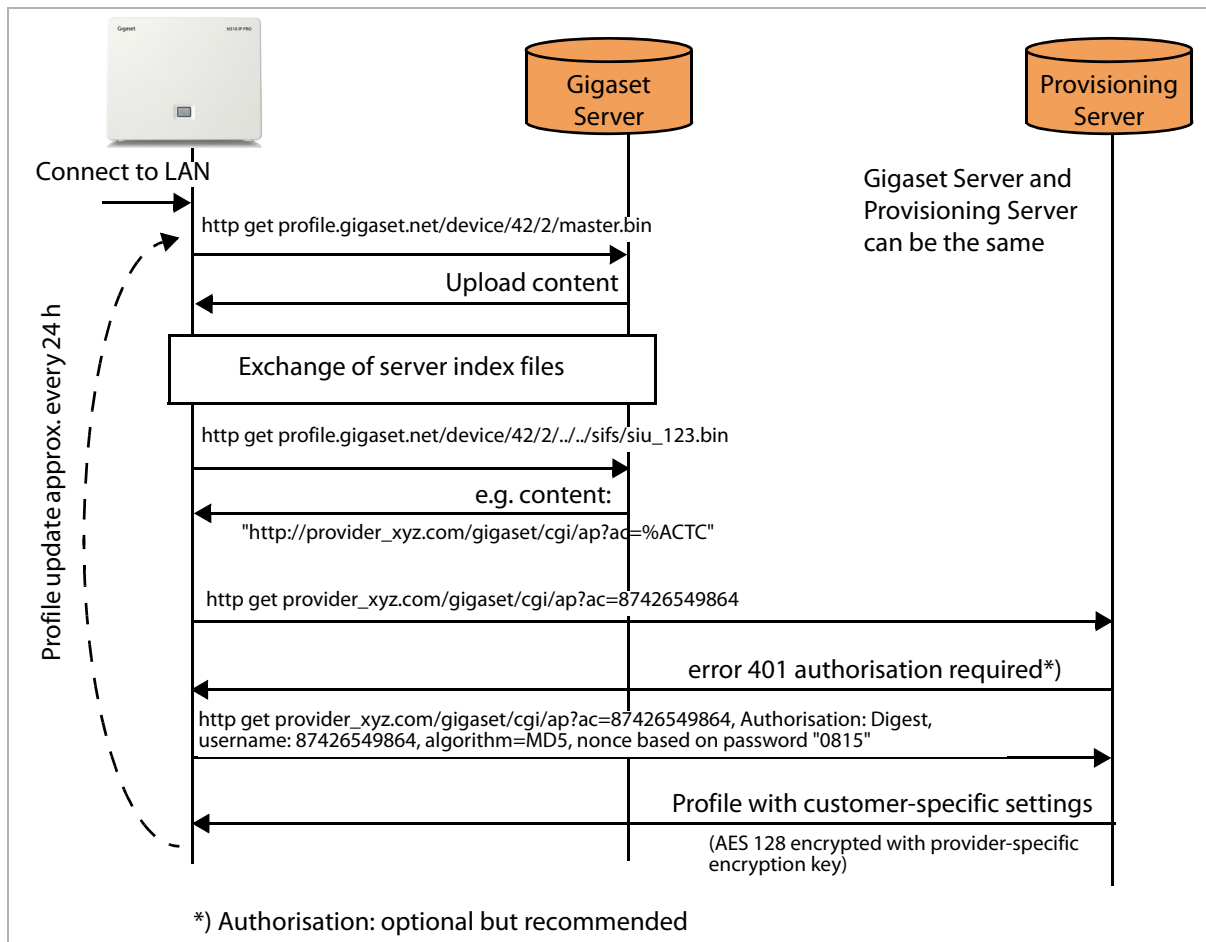 Gigaset
N510 IP PRO
Gigaset
Server
Provisioning
Server
Connect to LAN
Gigaset Server and
Provisioning Server
can be the same
http get profile.gigaset.net/device/42/2/master.bin
Upload content
Exchange of server index files
Profile update approx. every 24 h
http get profile.gigaset.net/device/42/2/../../sifs/siu_123.bin
e.g. content:
"http://provider_xyz.com/gigaset/cgi/ap?ac=%ACTC"
http get provider_xyz.com/gigaset/cgi/ap?ac=87426549864
error 401 authorisation required*)
http get provider_xyz.com/gigaset/cgi/ap?ac=87426549864, Authorisation: Digest,
username: 87426549864, algorithm=MD5, nonce based on password "0815"
Profile with customer-specific settings
(AES 128 encrypted with provider-specific
encryption key)
*) Authorisation: optional but recommended